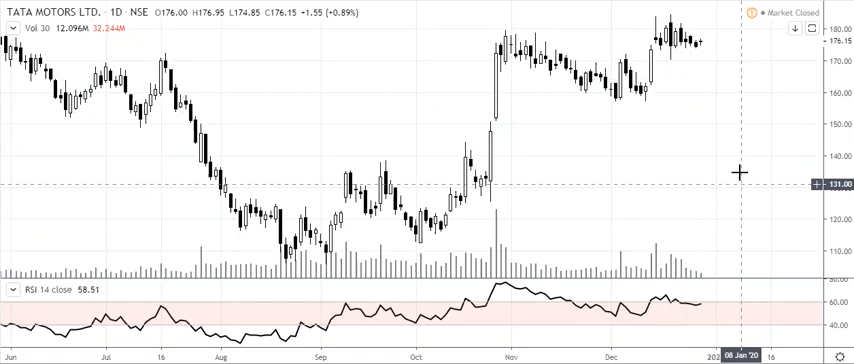 TATA MOTORS LTD. · 1D · NSE O176.00 H176.95 L174.85 C176.15 +1.55 (+0.89%)
Market Closed
Vol 30 12.096M 32.244M
180.00
176.15
170.00
160.00
150.00
140.00
131.00
120.00
110.00
RSI 14 close 58.51
80.00
60.00
40.00
Jun Jul 16 Aug Sep Oct Nov Dec 202 08 Jan '20 16